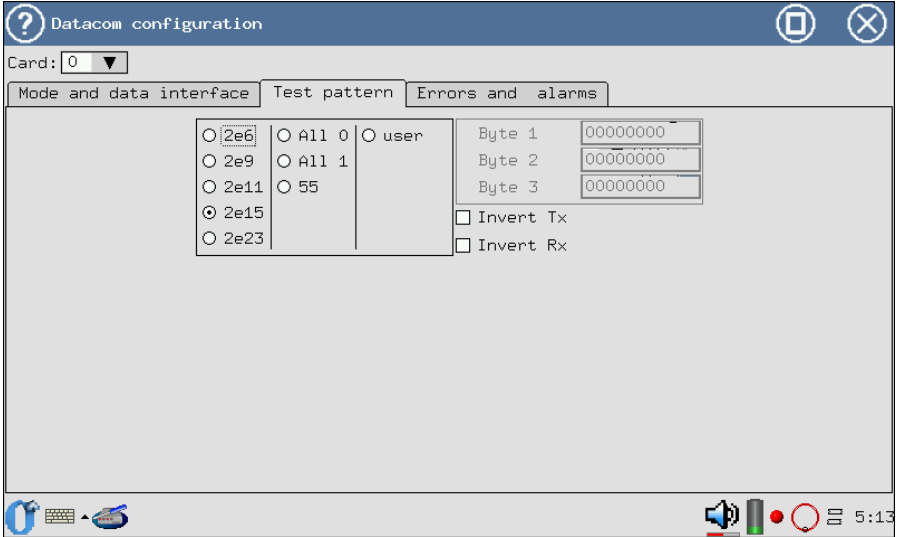 ? Datacom configuration
Card: 0
Mode and data interface Test pattern Errors and alarms
2e6 All 0 user Byte 1 00000000
2e9 All 1 Byte 2 00000000
2e11 55 Byte 3 00000000
2e15 Invert Tx
2e23 Invert Rx
5:13